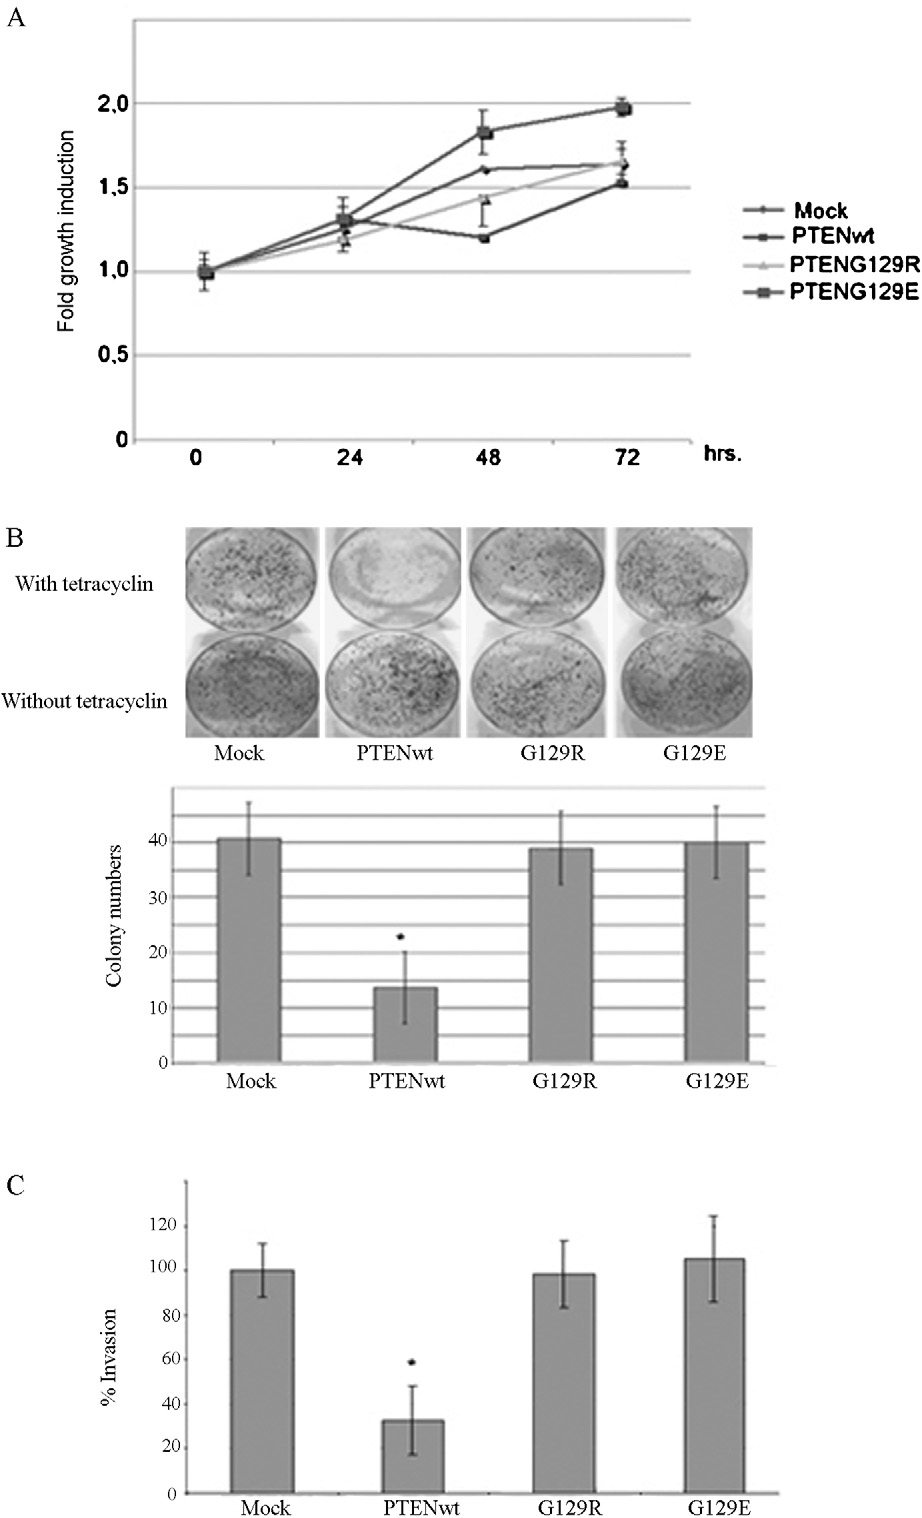 A
Fold growth induction
2,0
1,5
1,0
0,5
0
0 24 48 72 hrs.
Mock
PTENwt
PTENG129R
PTENG129E
B
With tetracyclin
Without tetracyclin
Mock PTENwt G129R G129E
Colony numbers
40
30
20
10
0
Mock PTENwt G129R G129E
*
C
% Invasion
120
100
80
60
40
20
0
*
Mock PTENwt G129R G129E